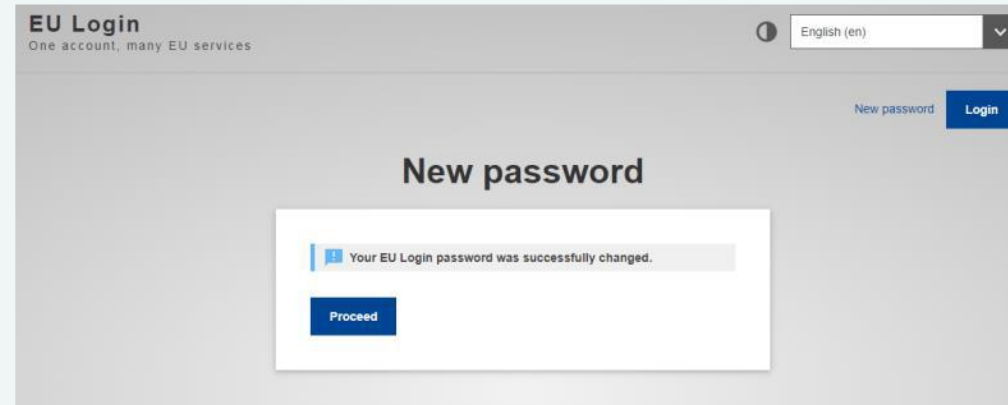 EU Login
One account, many EU services
English (en)
New password
Login
New password
Your EU Login password was successfully changed.
Proceed